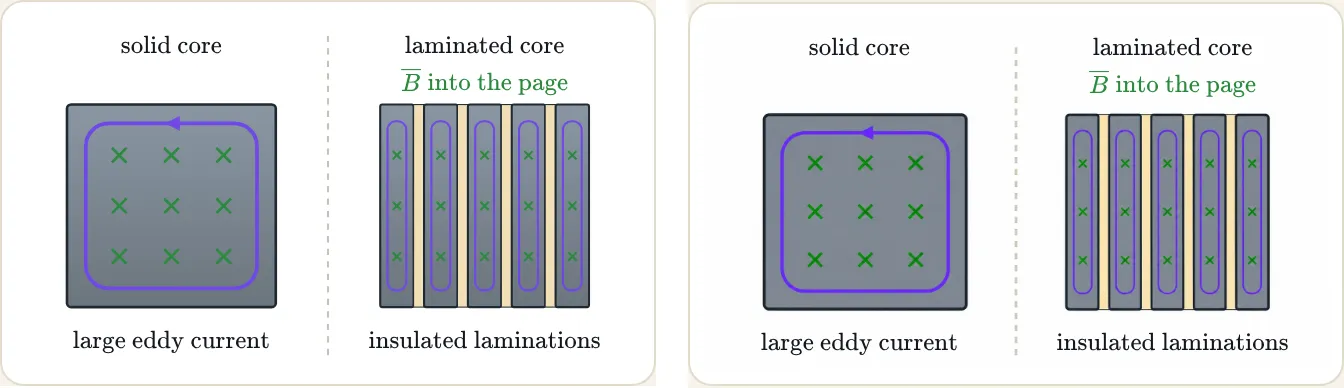 solid core
laminated core
B̅ into the page
large eddy current
insulated laminations
solid core
laminated core
B̅ into the page
large eddy current
insulated laminations